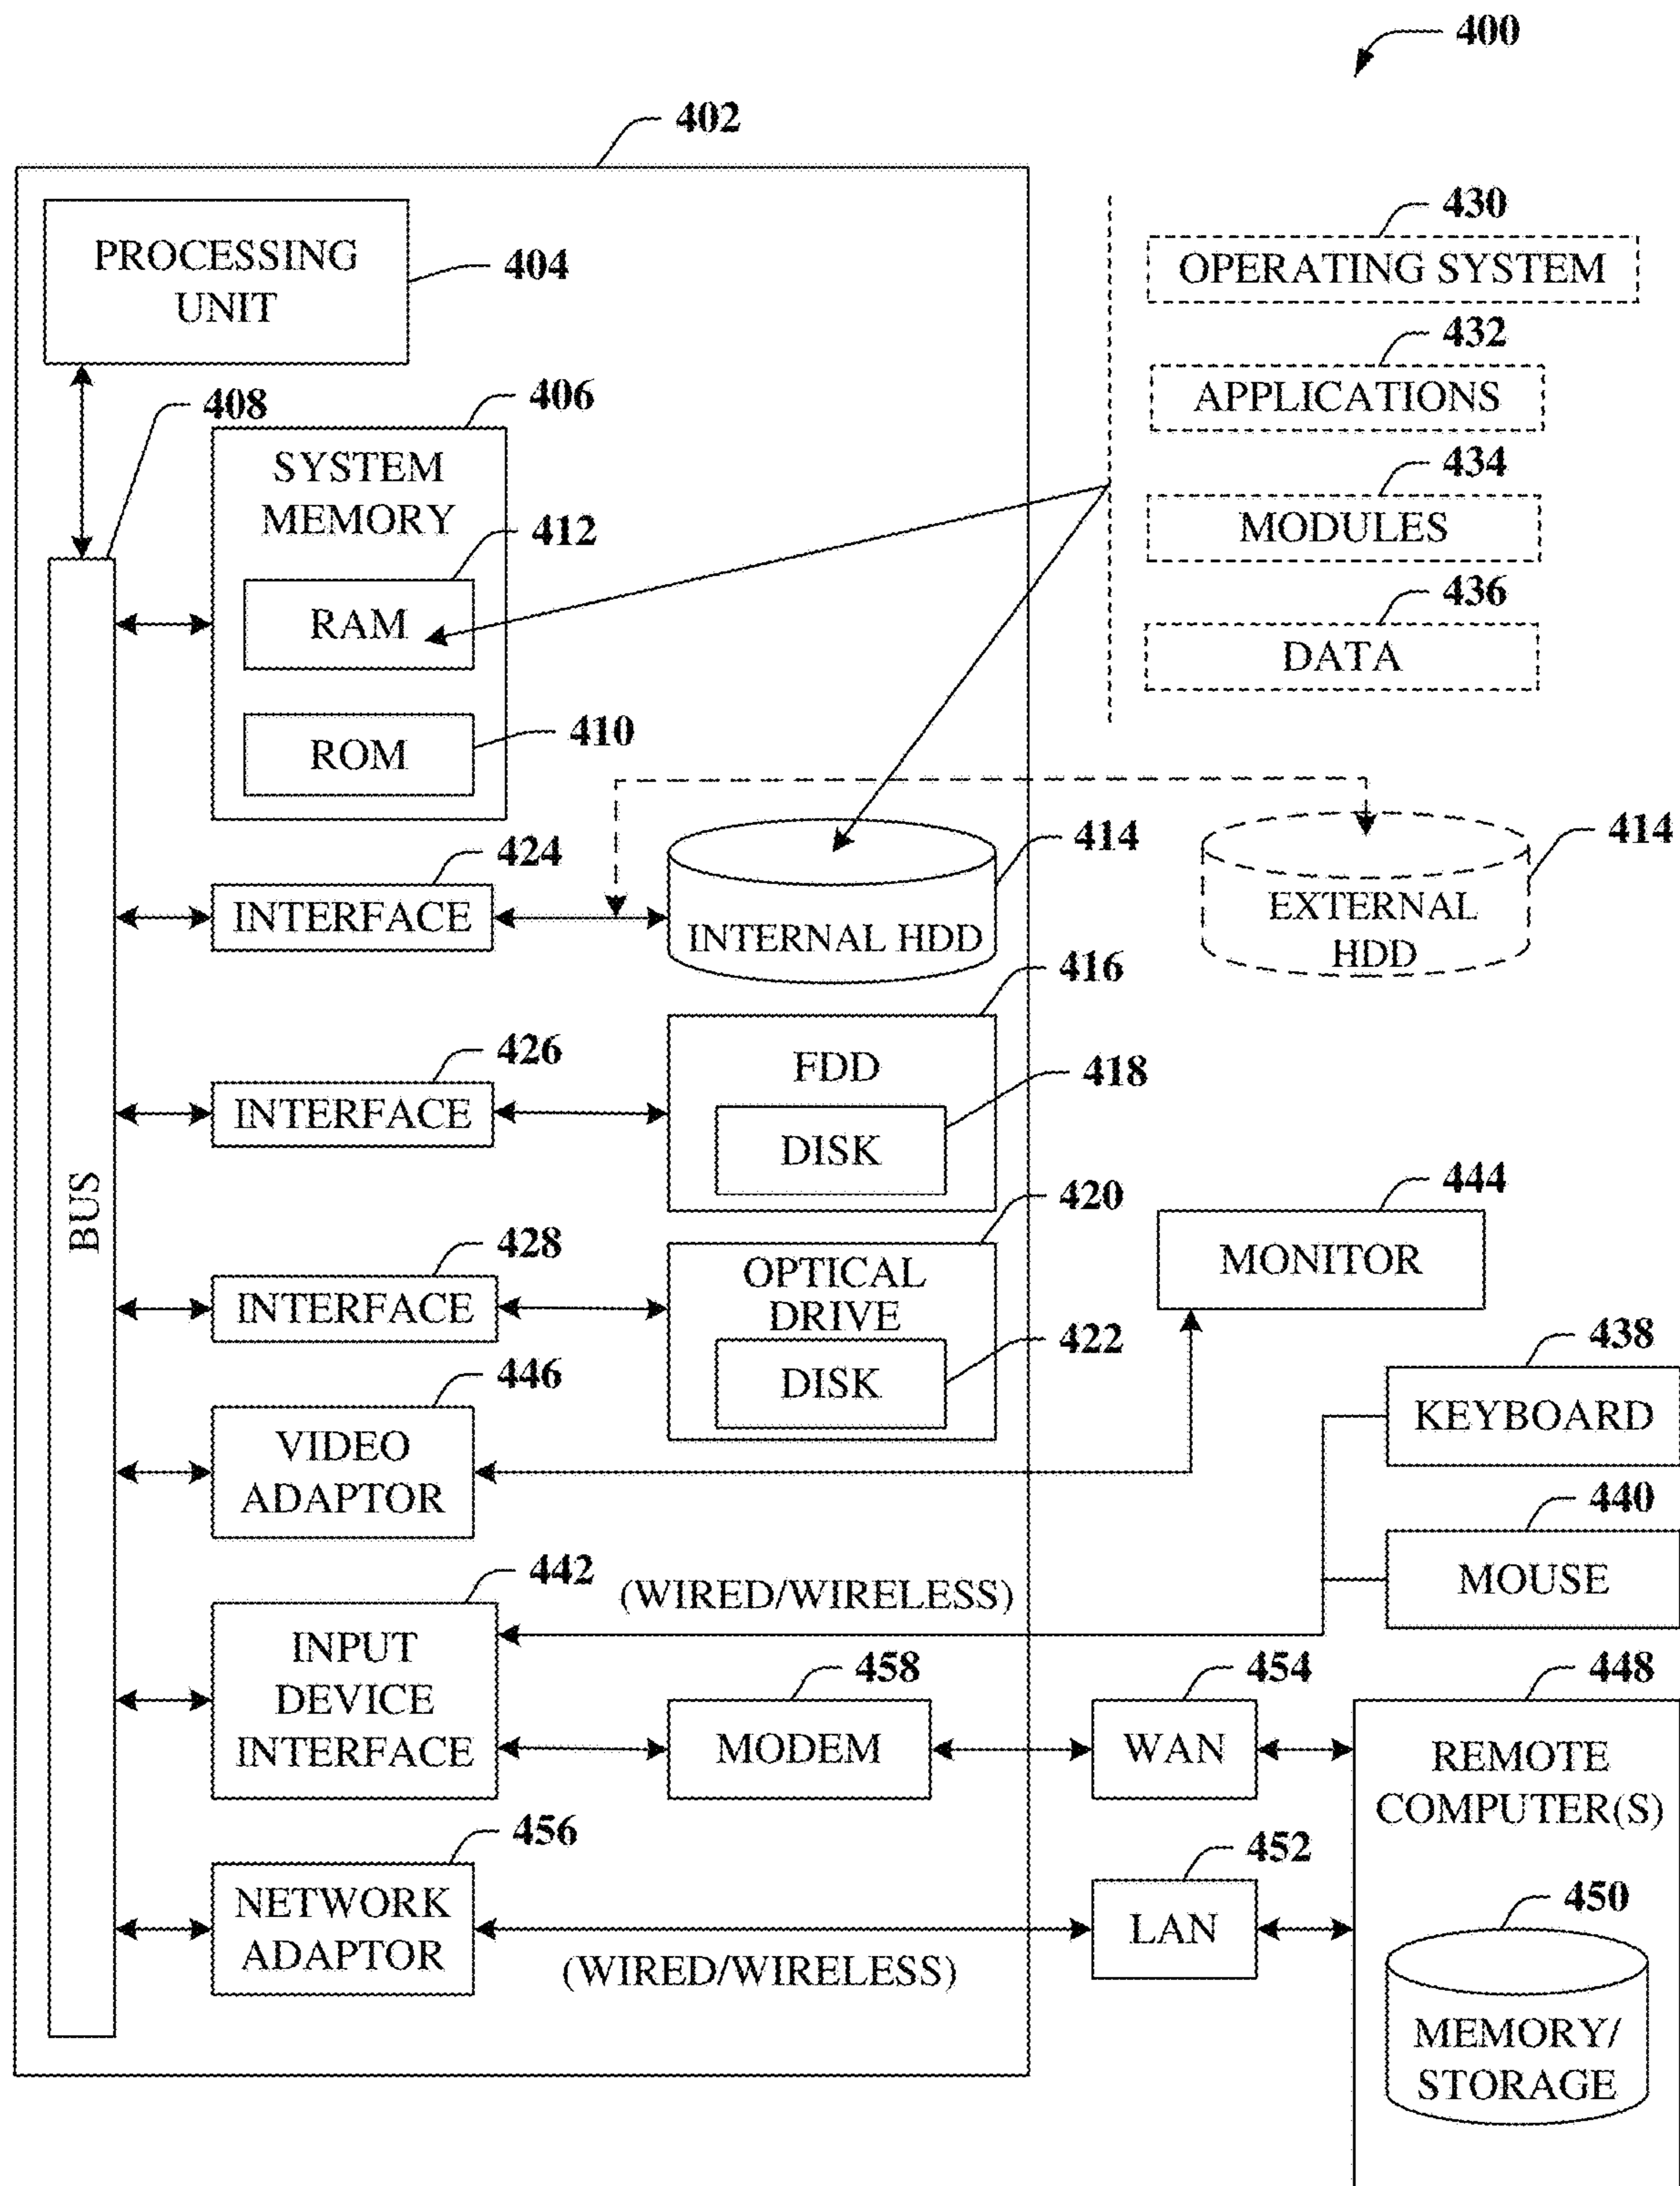 400
402
PROCESSING
UNIT
404
430
OPERATING SYSTEM
432
APPLICATIONS
434
MODULES
436
DATA
408
406
SYSTEM
MEMORY
412
RAM
410
ROM
424
INTERFACE
414
INTERNAL HDD
414
EXTERNAL
HDD
416
FDD
418
DISK
426
INTERFACE
BUS
420
OPTICAL
DRIVE
422
DISK
428
INTERFACE
444
MONITOR
438
KEYBOARD
446
VIDEO
ADAPTOR
440
MOUSE
442
(WIRED/WIRELESS)
INPUT
DEVICE
INTERFACE
458
MODEM
454
WAN
448
REMOTE
COMPUTER(S)
456
NETWORK
ADAPTOR
(WIRED/WIRELESS)
452
LAN
450
MEMORY/
STORAGE